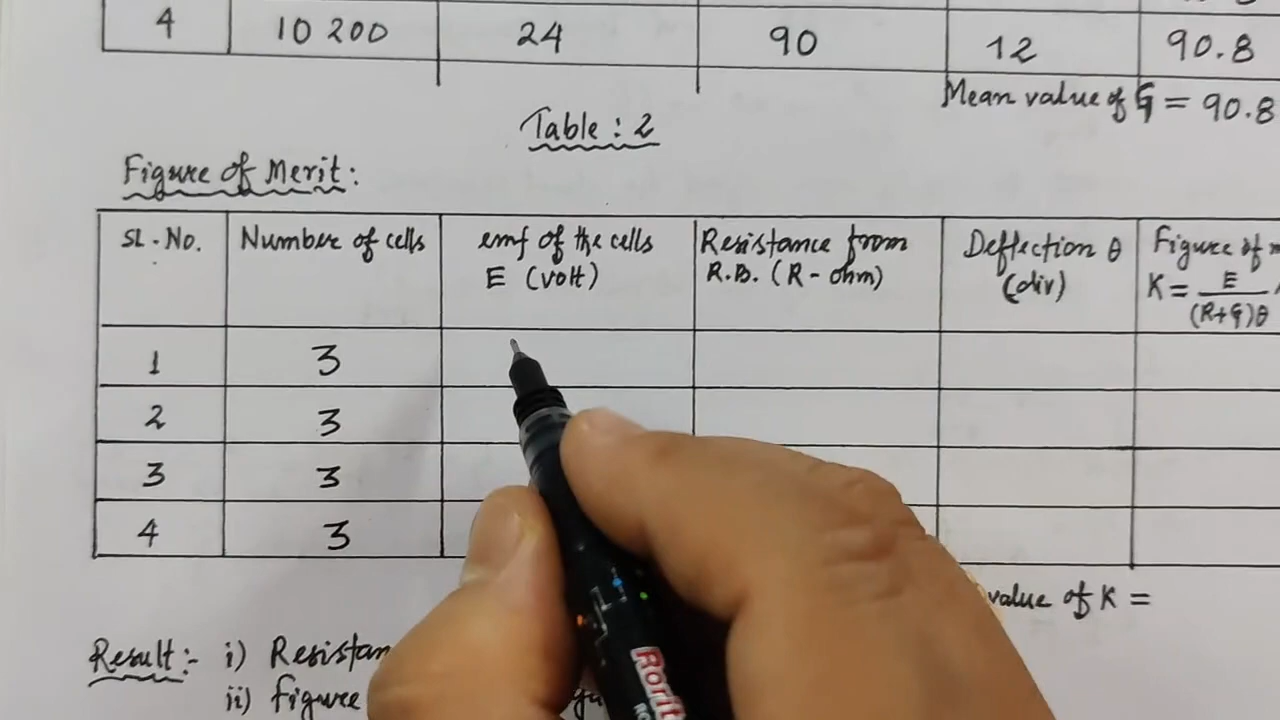 4 10 200 24 90 12 90.8
Mean value of G = 90.8
Table : 2
Figure of Merit :
Sl. No. Number of cells emf of the cells E (volt) Resistance from R.B. (R - ohm) Deflection θ (div) Figure of K = E / (R+G)θ
1 3
2 3
3 3
4 3
value of K =
Result :- i) Resistan
ii) figure